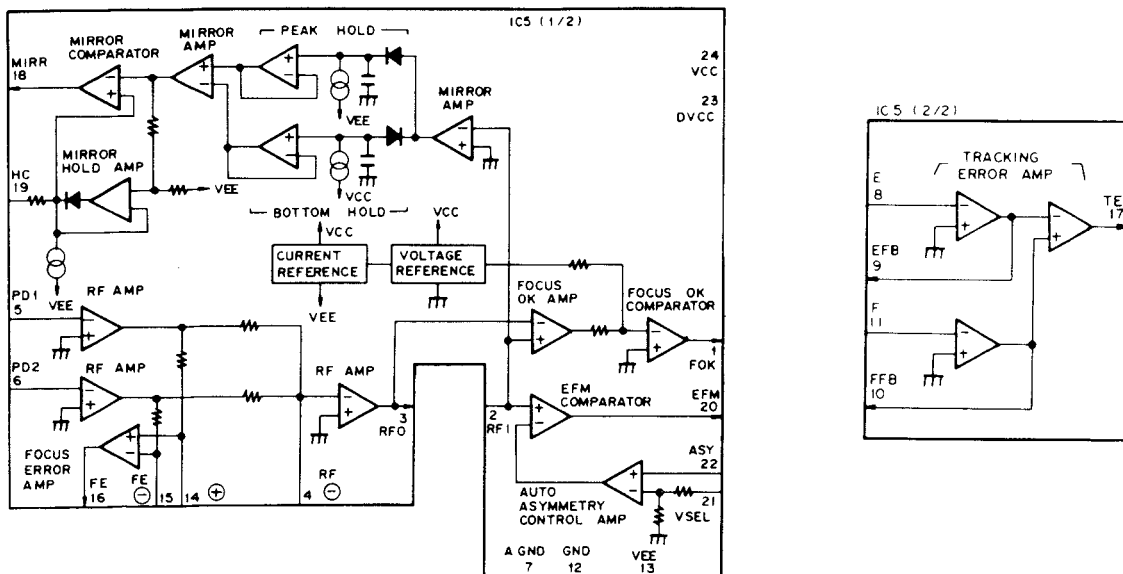 IC5 (1/2)
PEAK HOLD
MIRROR
COMPARATOR
MIRROR
AMP
MIRR
18
24
VCC
23
DVCC
MIRROR
AMP
VEE
MIRROR
HOLD AMP
HC
19
VEE
VCC
BOTTOM HOLD
VCC
VCC
CURRENT
REFERENCE
VOLTAGE
REFERENCE
VEE
VEE
FOCUS
OK AMP
FOCUS OK
COMPARATOR
PD1
5
RF AMP
1
FOK
PD2
6
RF AMP
RF AMP
3
RFO
2
RFI
EFM
COMPARATOR
EFM
20
FOCUS
ERROR
AMP
FE
16
FE
⊖
15
14
⊕
4
RF
⊖
ASY
22
21
VSEL
AUTO
ASYMMETRY
CONTROL AMP
A GND
7
GND
12
VEE
13
IC5 (2/2)
TRACKING
ERROR AMP
E
8
TE
17
EFB
9
F
11
FFB
10